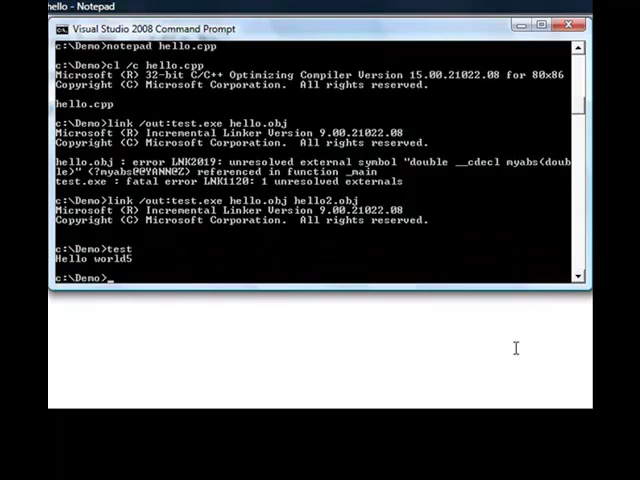 hello - Notepad
Visual Studio 2008 Command Prompt
c:\Demo>notepad hello.cpp
c:\Demo>cl /c hello.cpp
Microsoft (R) 32-bit C/C++ Optimizing Compiler Version 15.00.21022.08 for 80x86
Copyright (C) Microsoft Corporation.  All rights reserved.
hello.cpp
c:\Demo>link /out:test.exe hello.obj
Microsoft (R) Incremental Linker Version 9.00.21022.08
Copyright (C) Microsoft Corporation.  All rights reserved.
hello.obj : error LNK2019: unresolved external symbol "double __cdecl myabs(doub
le)" (?myabs@@YANN@Z) referenced in function _main
test.exe : fatal error LNK1120: 1 unresolved externals
c:\Demo>link /out:test.exe hello.obj hello2.obj
Microsoft (R) Incremental Linker Version 9.00.21022.08
Copyright (C) Microsoft Corporation.  All rights reserved.
c:\Demo>test
Hello world5
c:\Demo>_